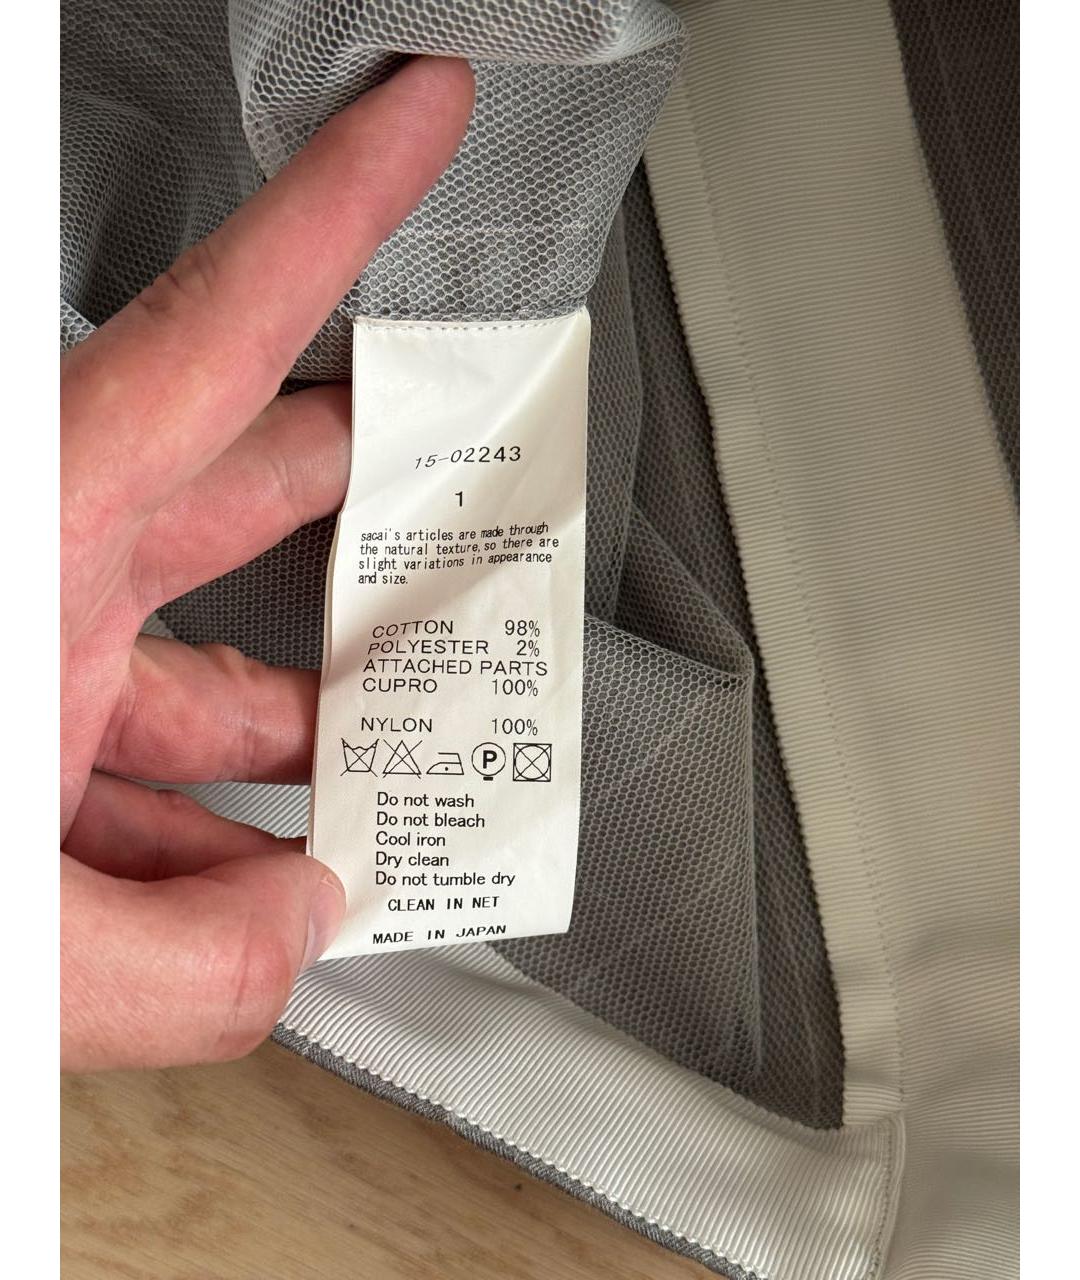 15-02243
1
sacai's articles are made through
the natural texture, so there are
slight variations in appearance
and size.
COTTON 98%
POLYESTER 2%
ATTACHED PARTS
CUPRO 100%
NYLON 100%
P
Do not wash
Do not bleach
Cool iron
Dry clean
Do not tumble dry
CLEAN IN NET
MADE IN JAPAN